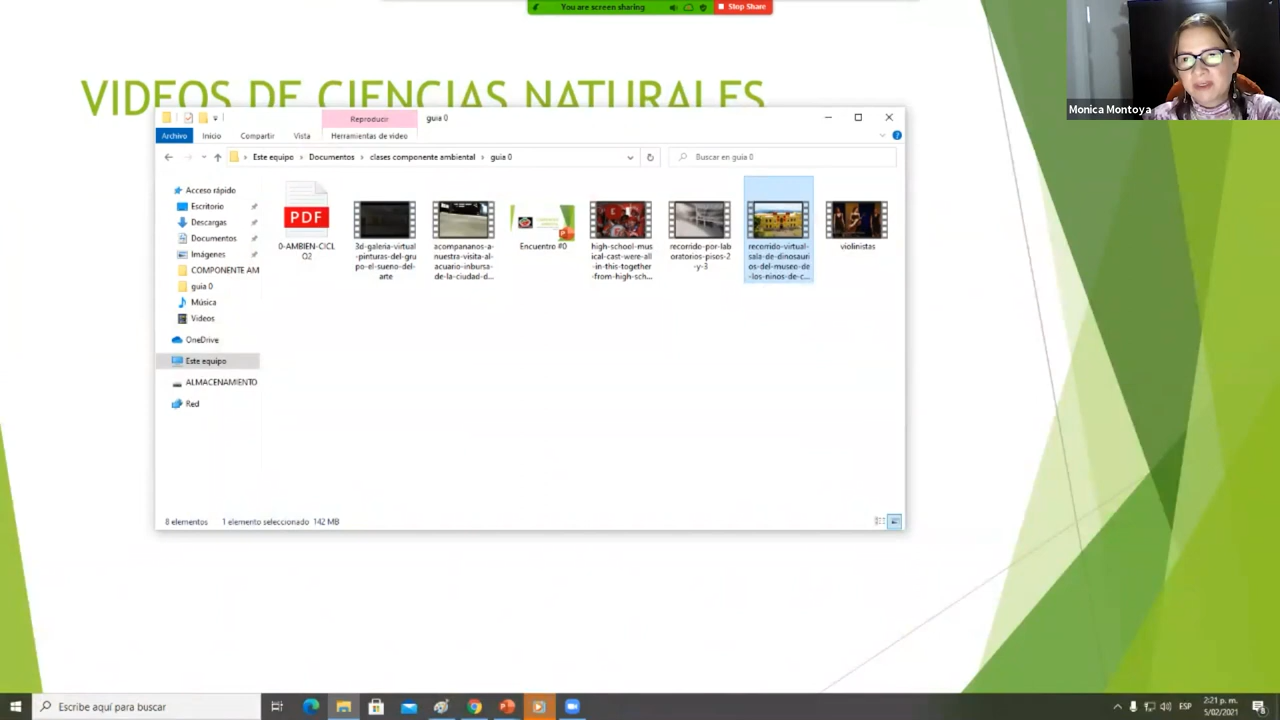 You are screen sharing
Stop Share
Monica Montoya
VIDEOS DE CIENCIAS NATURALES
Reproducir
guia 0
Archivo
Inicio
Compartir
Vista
Herramientas de video
Este equipo
Documentos
clases componente ambiental
guia 0
Buscar en guia 0
Acceso rápido
Escritorio
Descargas
Documentos
Imágenes
COMPONENTE AM
guia 0
Música
Videos
OneDrive
Este equipo
ALMACENAMIENTO
Red
PDF
0-AMBIEN-CICL
O2
3d-galeria-virtual
-pinturas-del-gru
po-el-sueno-del-
arte
acompananos-a-
nuestra-visita-al-
acuario-inbursa-
de-la-ciudad-d...
Encuentro #0
high-school-mus
ical-cast-were-all
-in-this-together
-from-high-sch...
recorrido-por-lab
oratorios-pisos-2
-y-3
recorrido-virtual-
sala-de-dinosauri
os-del-museo-de
-los-ninos-de-c...
violinistas
8 elementos
1 elemento seleccionado 142 MB
Escribe aquí para buscar
ESP
2:21 p. m.
5/02/2021